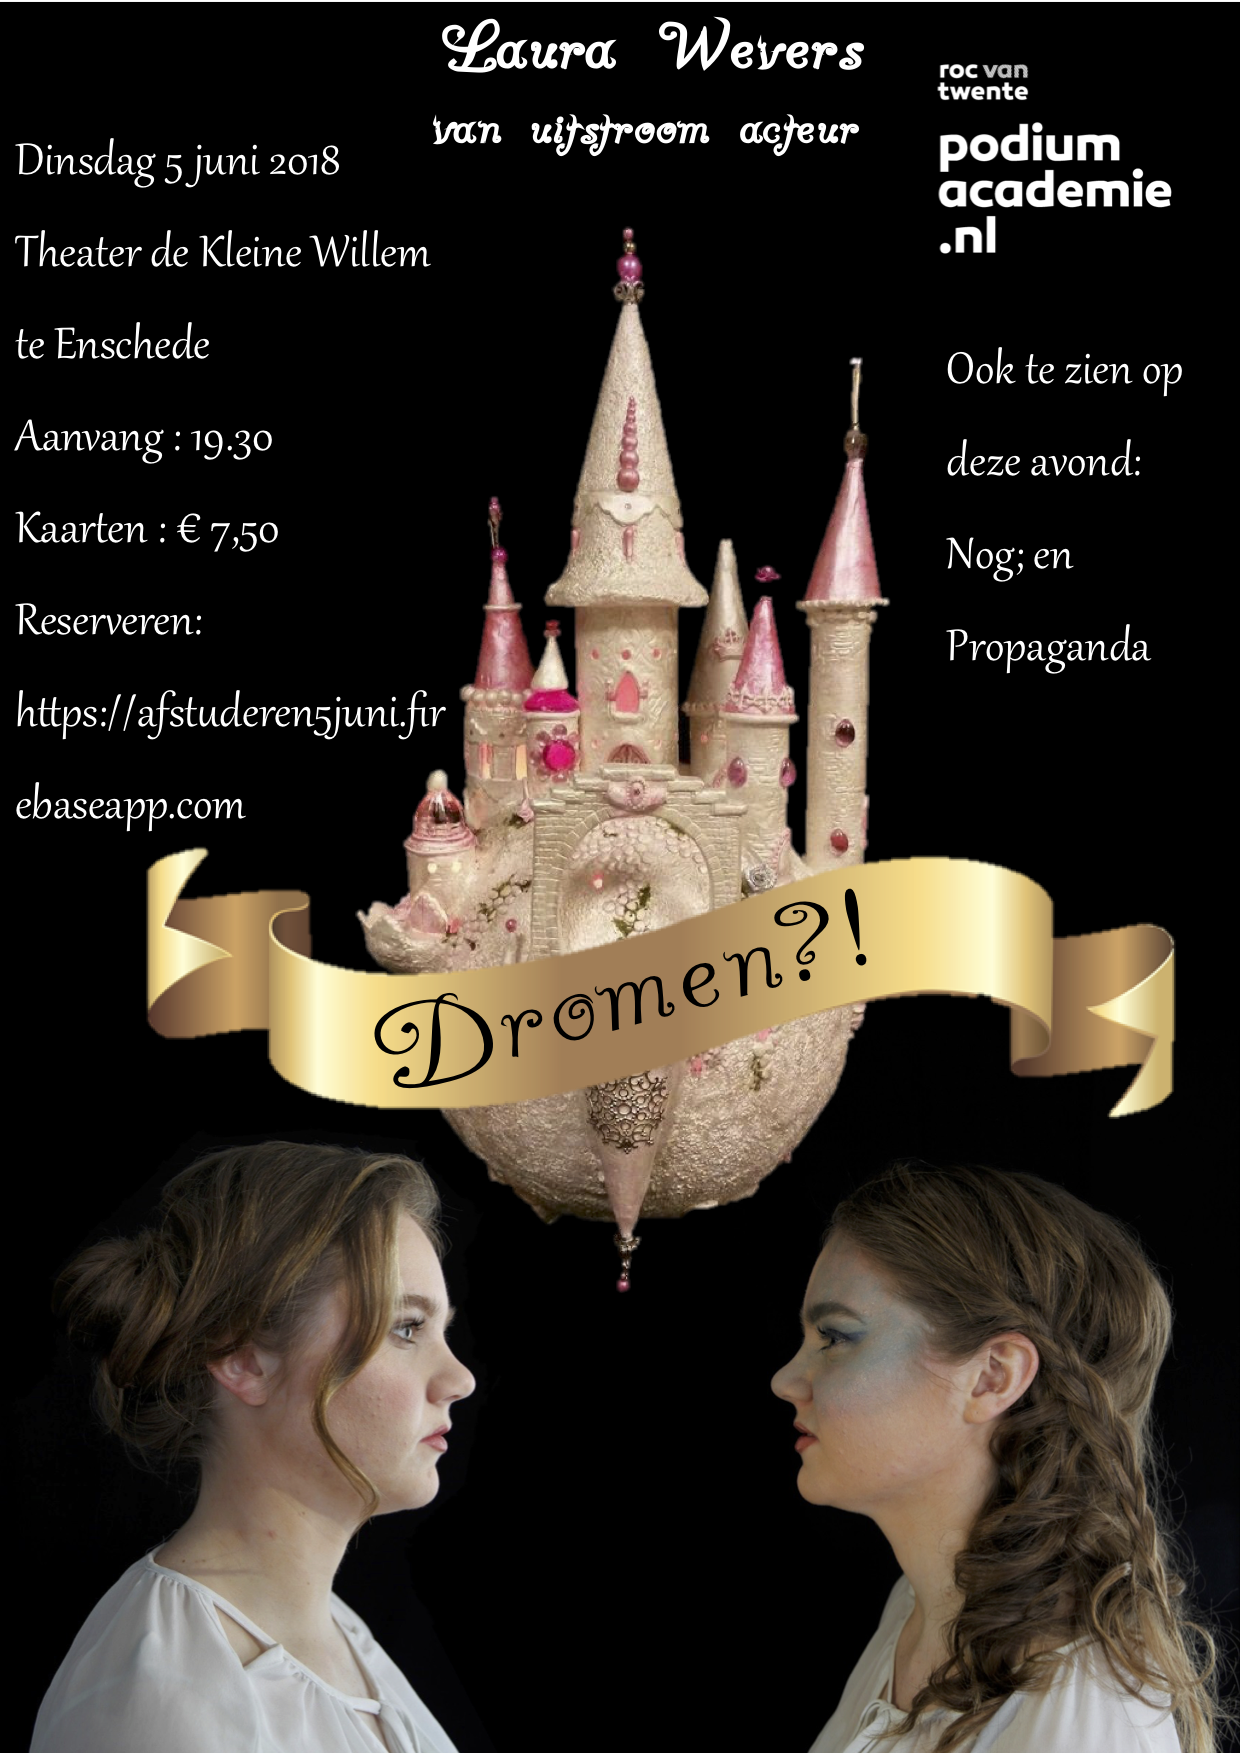 Laura Wevers
van uitstroom acteur
roc van
twente
podium
academie
.nl
Dinsdag 5 juni 2018
Theater de Kleine Willem
te Enschede
Aanvang : 19.30
Kaarten : € 7,50
Reserveren:
https://afstuderen5juni.fir
ebaseapp.com
Ook te zien op
deze avond:
Nog; en
Propaganda
Dromen?!